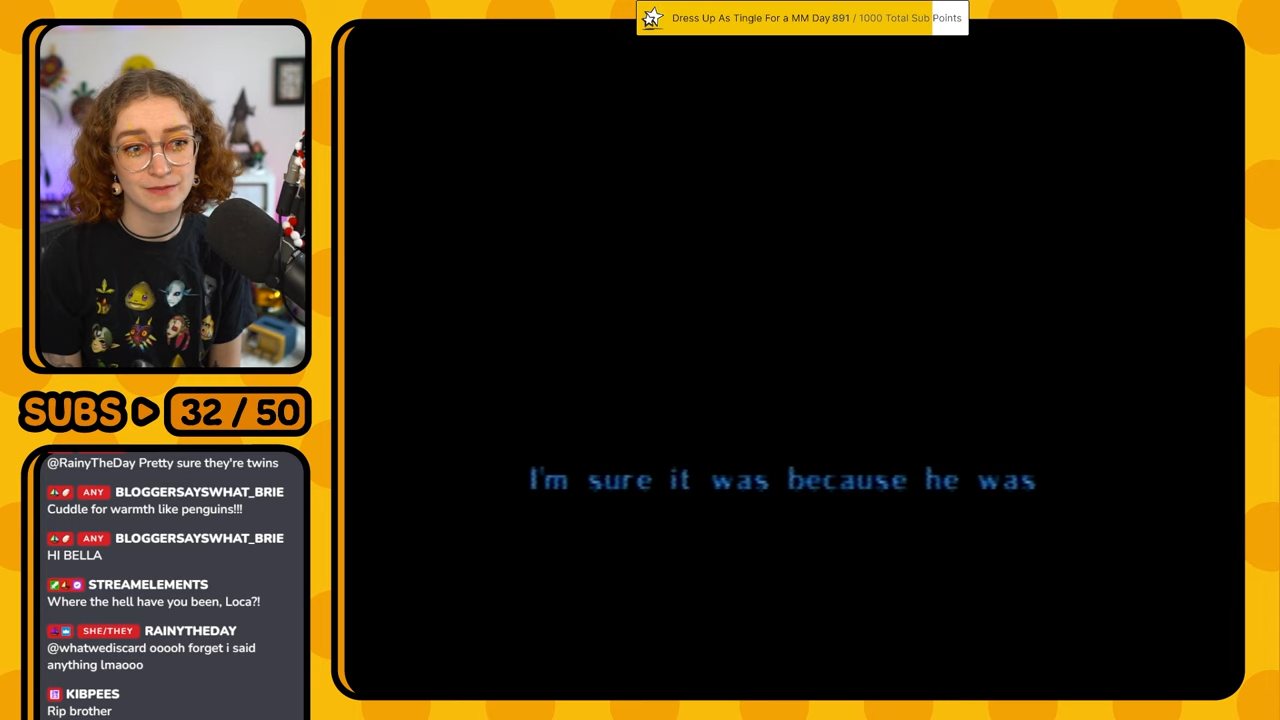 Dress Up As Tingle For a MM Day 891 / 1000 Total Sub Points
SUBS 32 / 50
@RainyTheDay Pretty sure they're twins
ANY BLOGGERSAYSWHAT_BRIE
Cuddle for warmth like penguins!!!
ANY BLOGGERSAYSWHAT_BRIE
HI BELLA
STREAMELEMENTS
Where the hell have you been, Loca?!
SHE/THEY RAINYTHEDAY
@whatwediscard ooooh forget i said
anything lmaooo
KIBPEES
Rip brother
I'm sure it was because he was